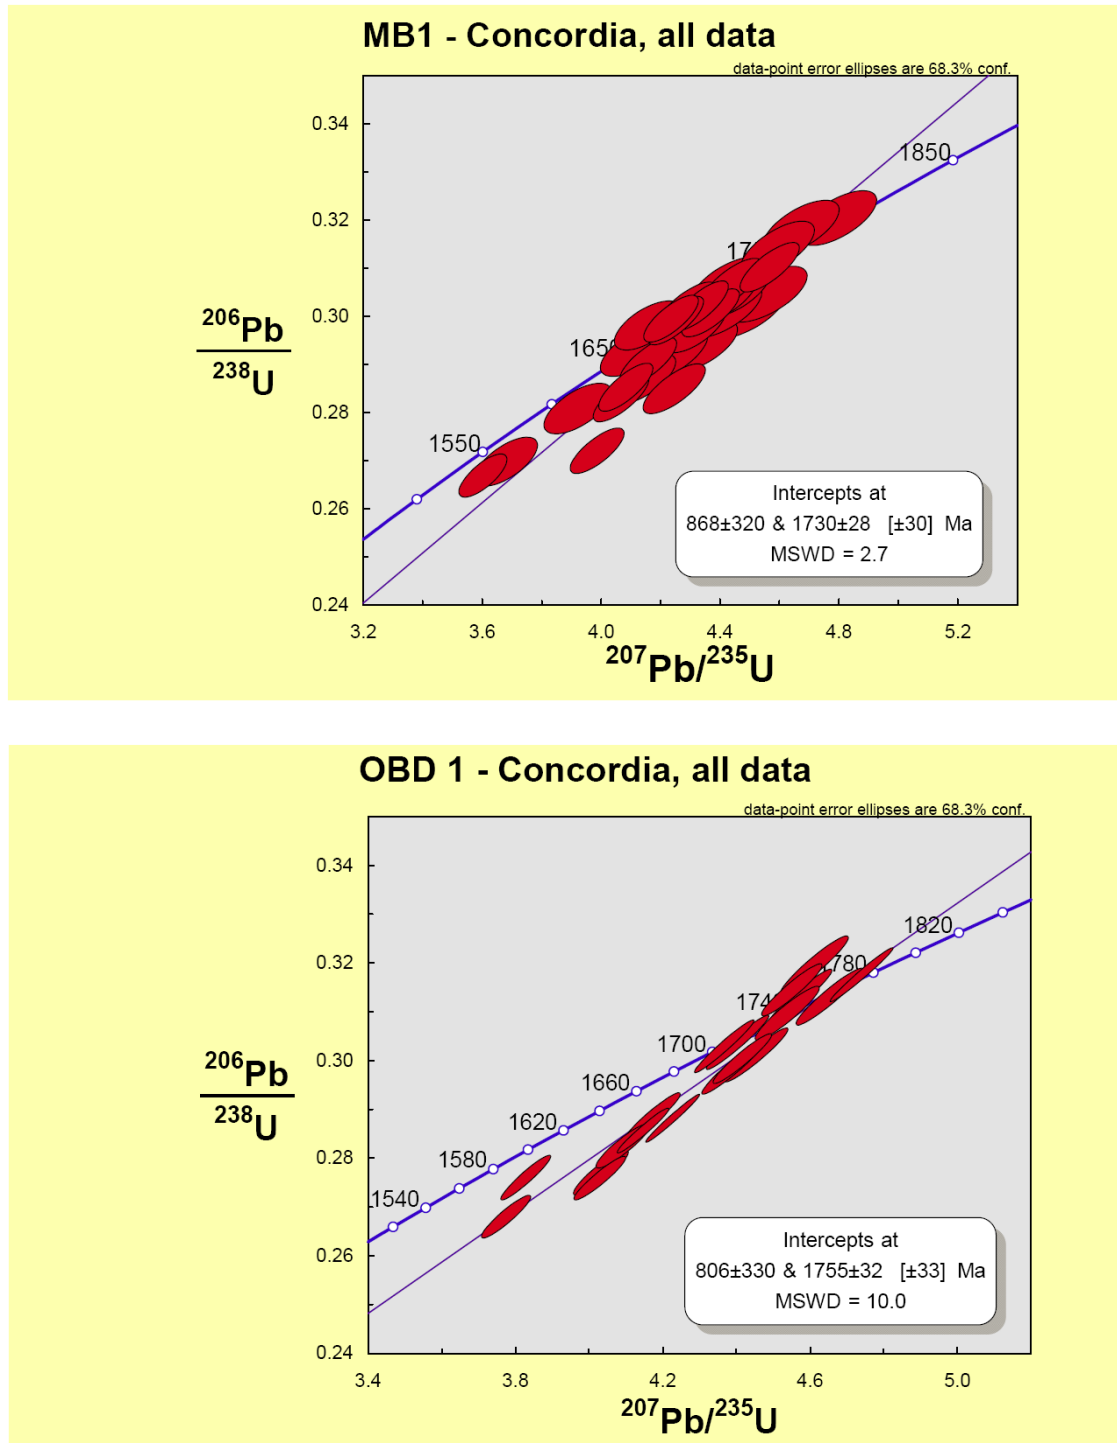 MB1 - Concordia, all data
data-point error ellipses are 68.3% conf.
0.34
1850
0.32
0.30
1650
0.28
1550
0.26
0.24
206Pb
238U
Intercepts at
868±320 & 1730±28 [±30] Ma
MSWD = 2.7
3.2 3.6 4.0 4.4 4.8 5.2
207Pb/235U
OBD 1 - Concordia, all data
data-point error ellipses are 68.3% conf.
0.34
1820
0.32
1780
1740
0.30
1700
1660
1620
0.28
1580
1540
0.26
0.24
206Pb
238U
Intercepts at
806±330 & 1755±32 [±33] Ma
MSWD = 10.0
3.4 3.8 4.2 4.6 5.0
207Pb/235U